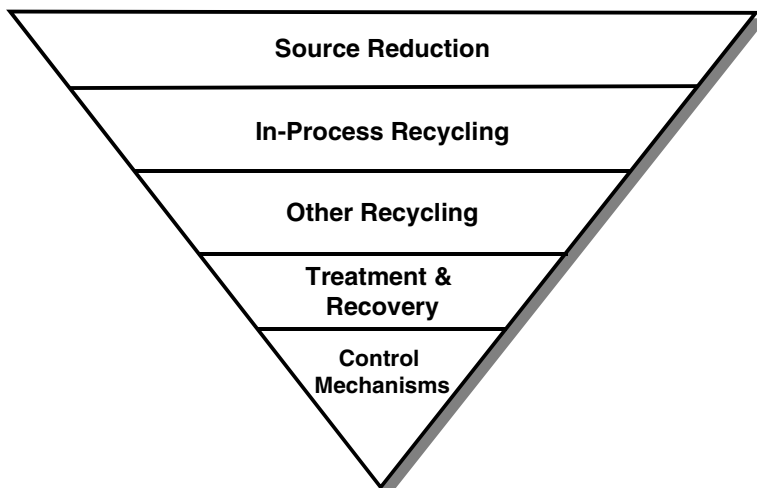 Source Reduction
In-Process Recycling
Other Recycling
Treatment &
Recovery
Control
Mechanisms